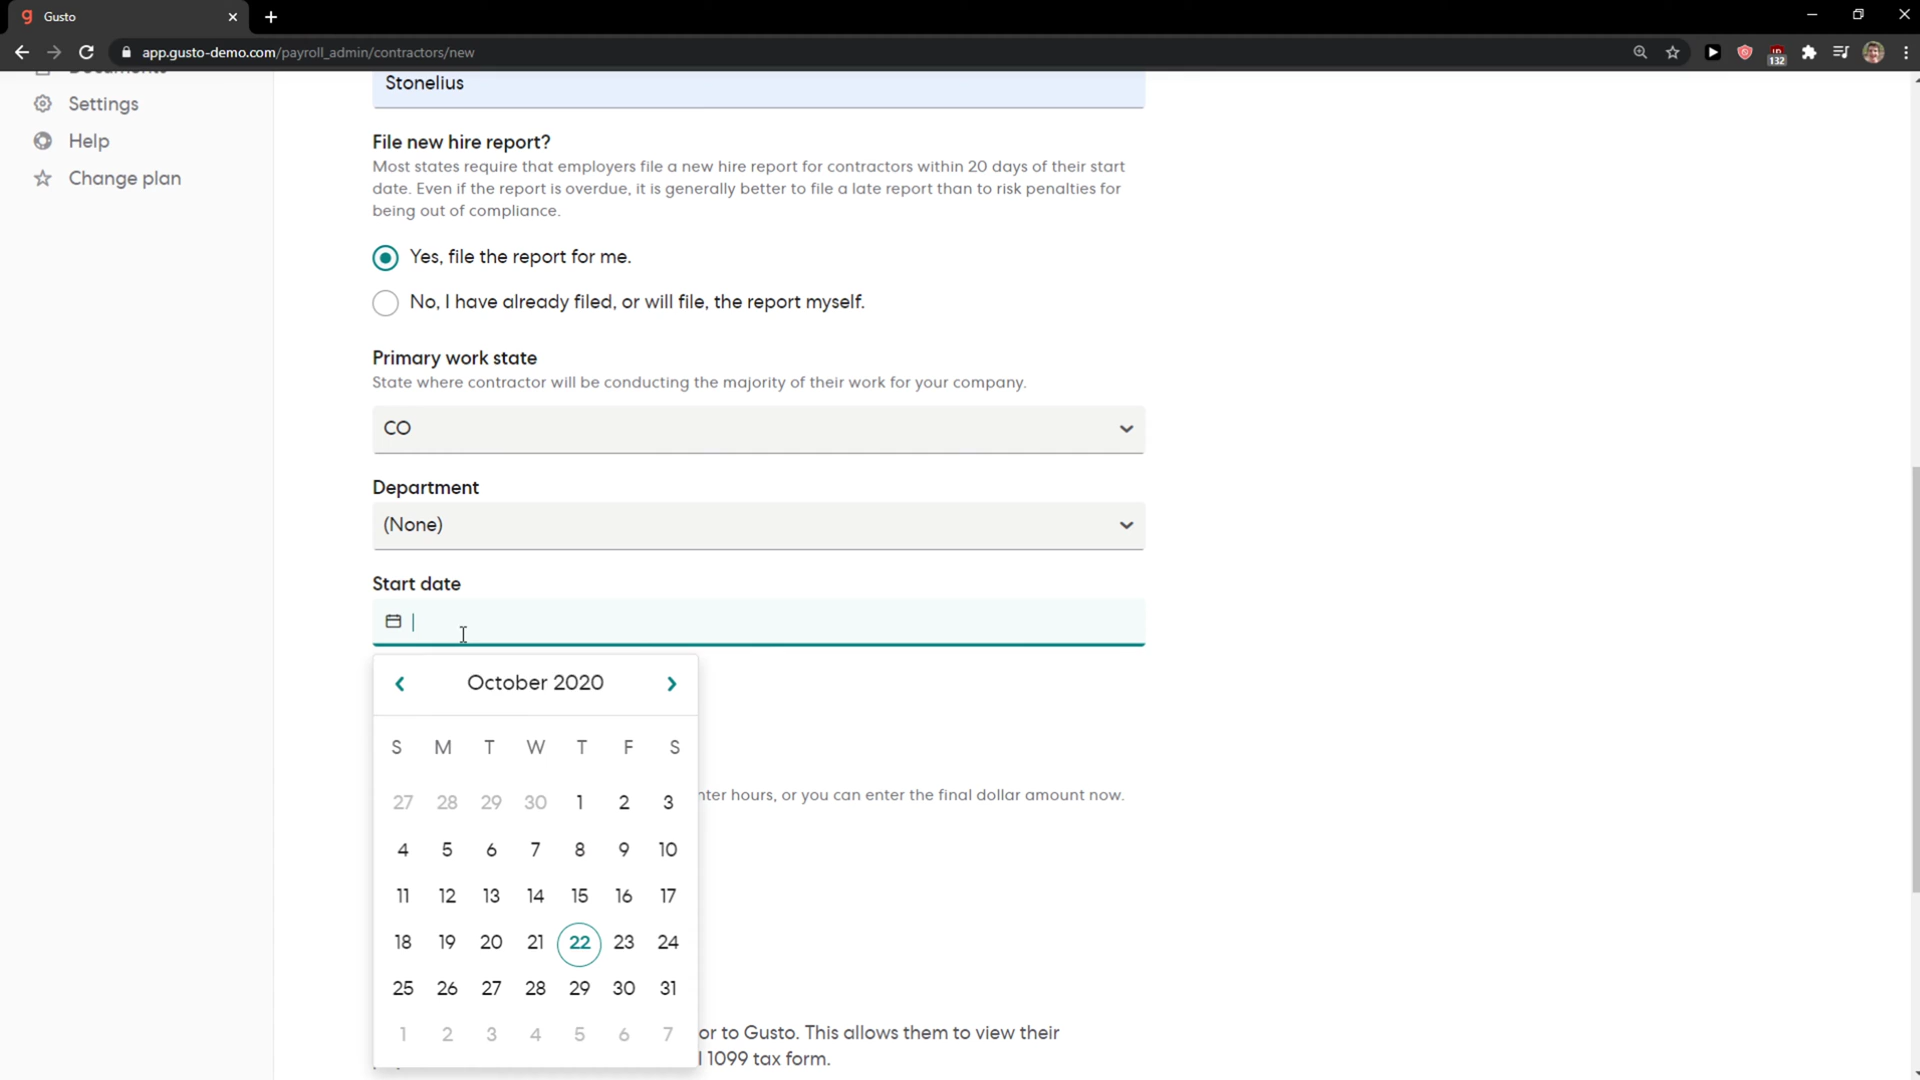 Gusto
app.gusto-demo.com/payroll_admin/contractors/new
132
Documents
Settings
Help
Change plan
Stonelius
File new hire report?
Most states require that employers file a new hire report for contractors within 20 days of their start
date. Even if the report is overdue, it is generally better to file a late report than to risk penalties for
being out of compliance.
Yes, file the report for me.
No, I have already filed, or will file, the report myself.
Primary work state
State where contractor will be conducting the majority of their work for your company.
CO
Department
(None)
Start date
October 2020
S M T W T F S
27 28 29 30 1 2 3
nter hours, or you can enter the final dollar amount now.
4 5 6 7 8 9 10
11 12 13 14 15 16 17
18 19 20 21 22 23 24
25 26 27 28 29 30 31
1 2 3 4 5 6 7
or to Gusto. This allows them to view their
1099 tax form.